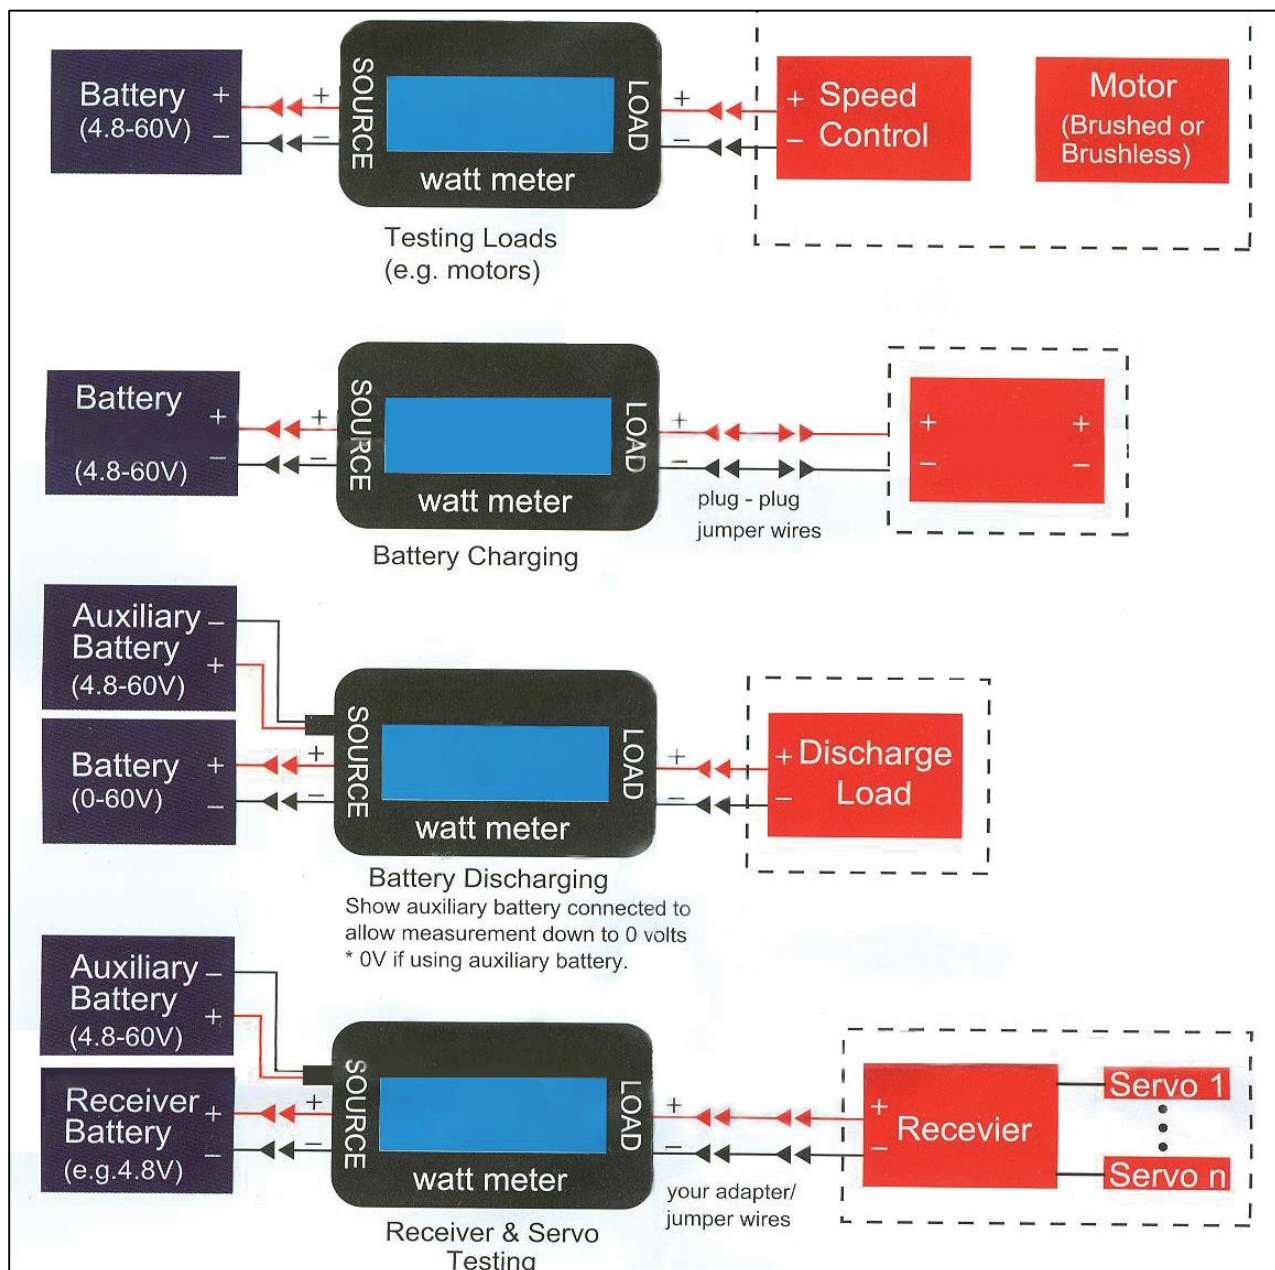 Battery
(4.8-60V)
+
−
+
−
SOURCE
LOAD
watt meter
+
−
+ Speed
− Control
Motor
(Brushed or
Brushless)
Testing Loads
(e.g. motors)
Battery
(4.8-60V)
+
−
+
−
SOURCE
LOAD
watt meter
+
−
+
−
+
−
plug - plug
jumper wires
Battery Charging
Auxiliary −
Battery +
(4.8-60V)
Battery
(0-60V)
+
−
+
−
SOURCE
LOAD
watt meter
+
−
+ Discharge
− Load
Battery Discharging
Show auxiliary battery connected to
allow measurement down to 0 volts
* 0V if using auxiliary battery.
Auxiliary −
Battery +
(4.8-60V)
Receiver +
Battery −
(e.g.4.8V)
+
−
SOURCE
LOAD
watt meter
+
−
+
−
Recevier
Servo 1
Servo n
your adapter/
jumper wires
Receiver & Servo
Testing